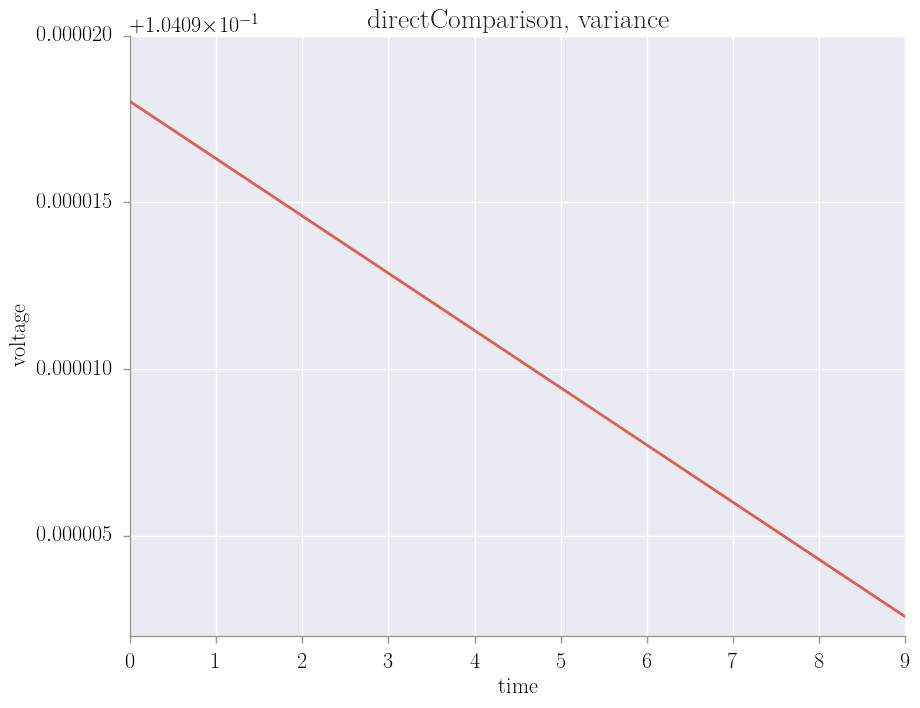 directComparison, variance
+1.0409×10⁻¹
0.000020
0.000015
0.000010
0.000005
voltage
0 1 2 3 4 5 6 7 8 9
time